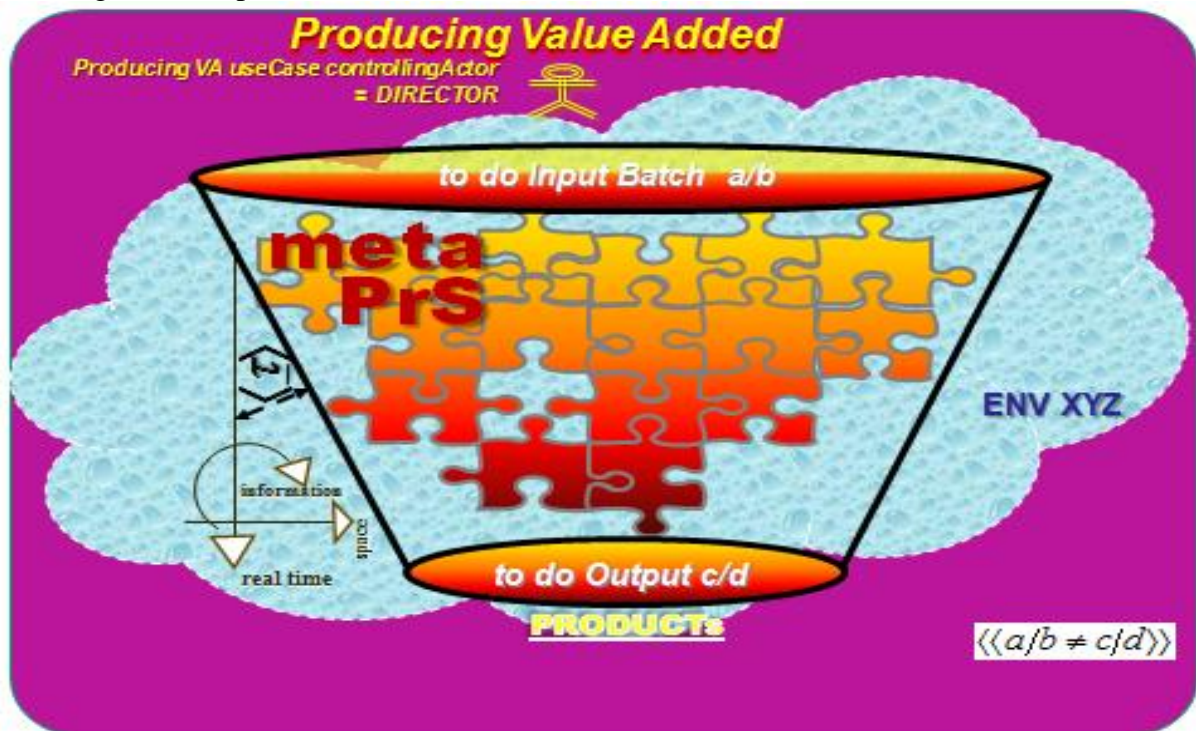 Producing Value Added
Producing VA useCase controllingActor
= DIRECTOR
to do Input Batch a/b
meta
PrS
ENV XYZ
information
space
real time
to do Output c/d
PRODUCTs
⟨⟨a/b ≠ c/d⟩⟩